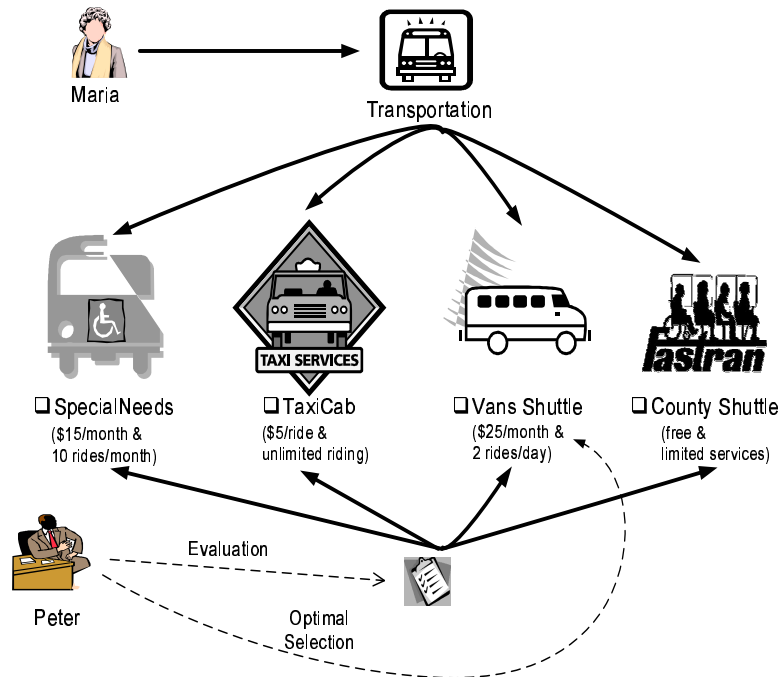 Maria
Transportation
TAXI SERVICES
fastran
❑ SpecialNeeds
($15/month &
10 rides/month)
❑ TaxiCab
($5/ride &
unlimited riding)
❑ Vans Shuttle
($25/month &
2 rides/day)
❑ County Shuttle
(free &
limited services)
Evaluation
Peter
Optimal
Selection